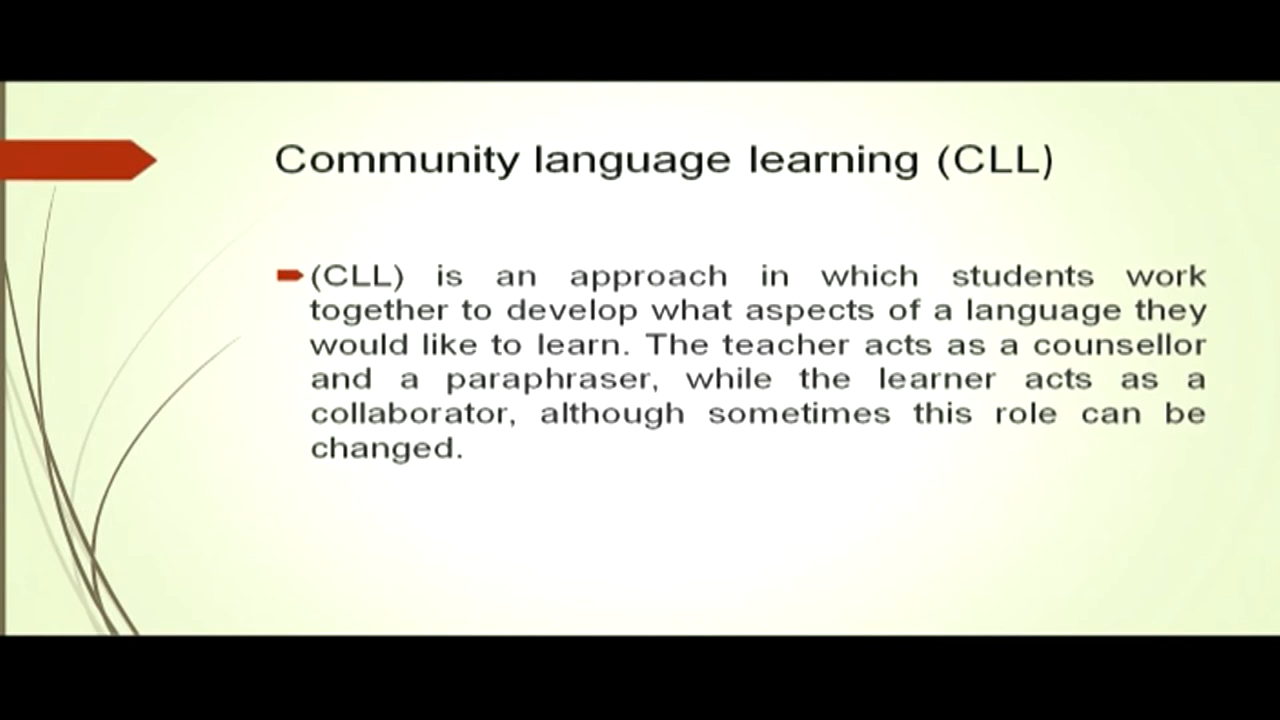 Community language learning (CLL)
(CLL) is an approach in which students work
together to develop what aspects of a language they
would like to learn. The teacher acts as a counsellor
and a paraphraser, while the learner acts as a
collaborator, although sometimes this role can be
changed.